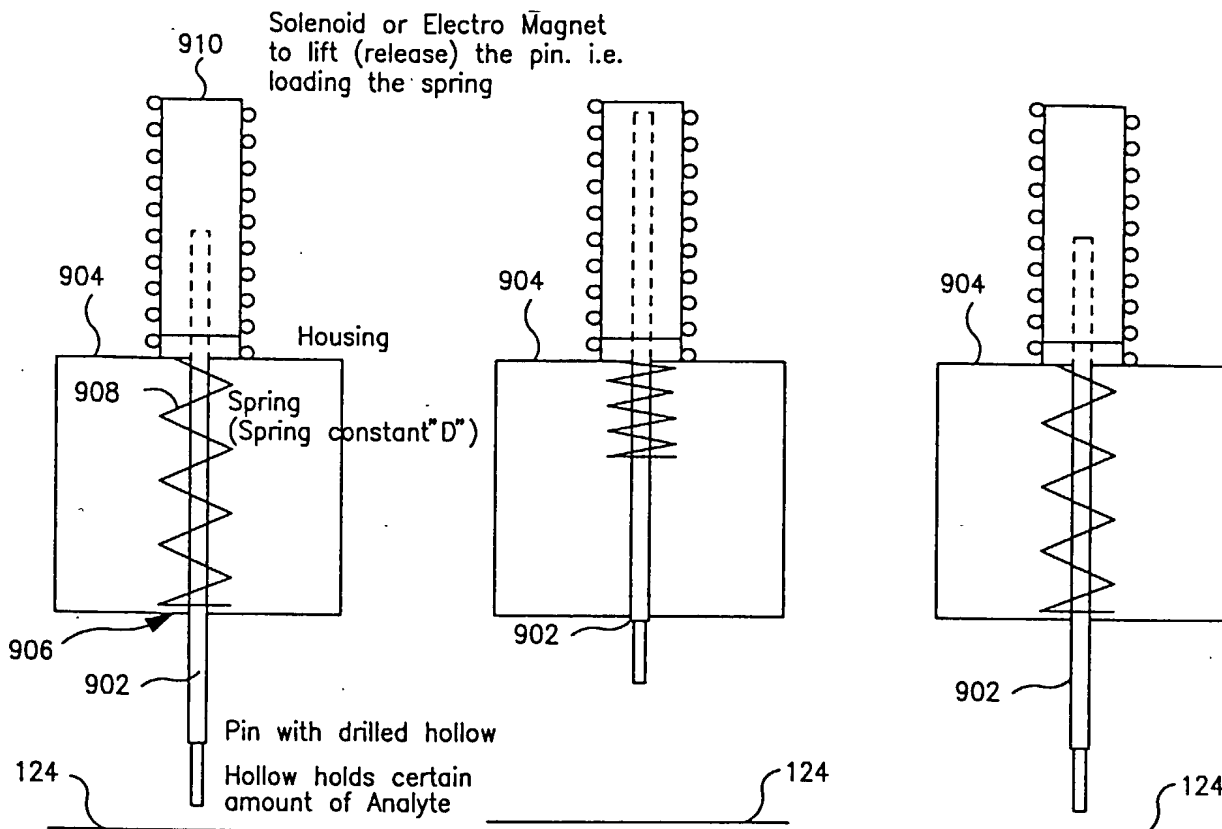 Solenoid or Electro Magnet
910 to lift (release) the pin. i.e.
loading the spring
904
Housing
904
904
908
Spring
(Spring constant"D")
906
902
902
902
Pin with drilled hollow
124
Hollow holds certain
amount of Analyte
124
124